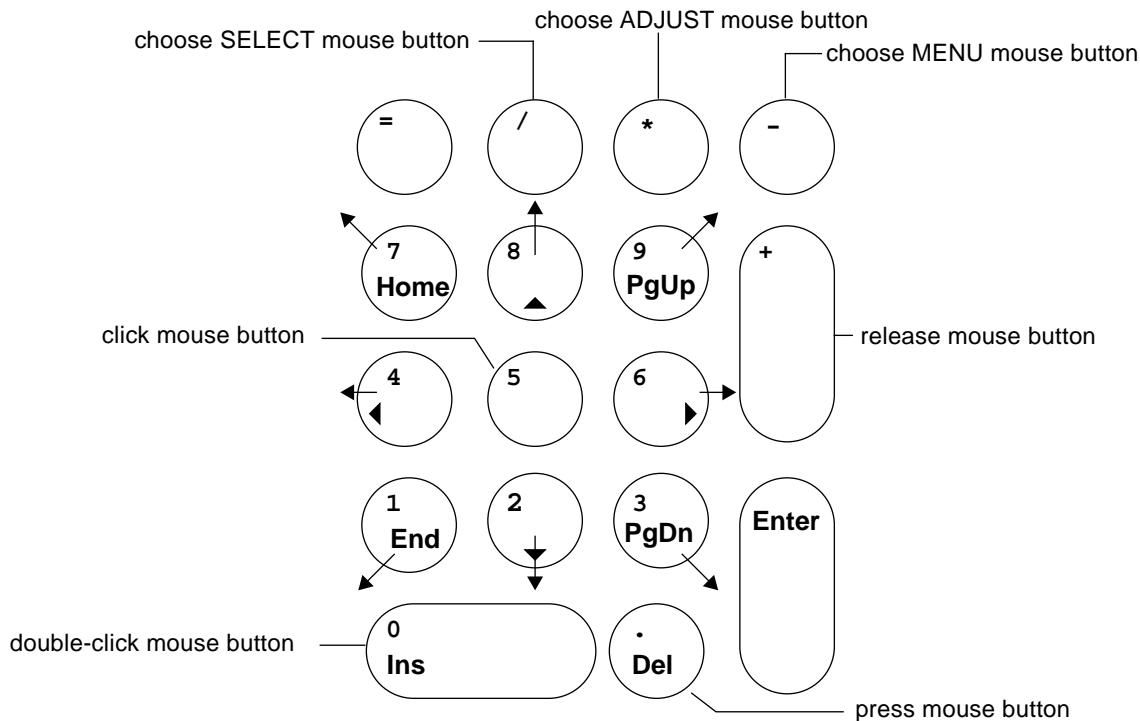 choose ADJUST mouse button
choose SELECT mouse button
choose MENU mouse button
= / * -
7 8 9 +
Home PgUp
click mouse button
release mouse button
4 5 6
1 2 3
End PgDn Enter
double-click mouse button
0 .
Ins Del
press mouse button